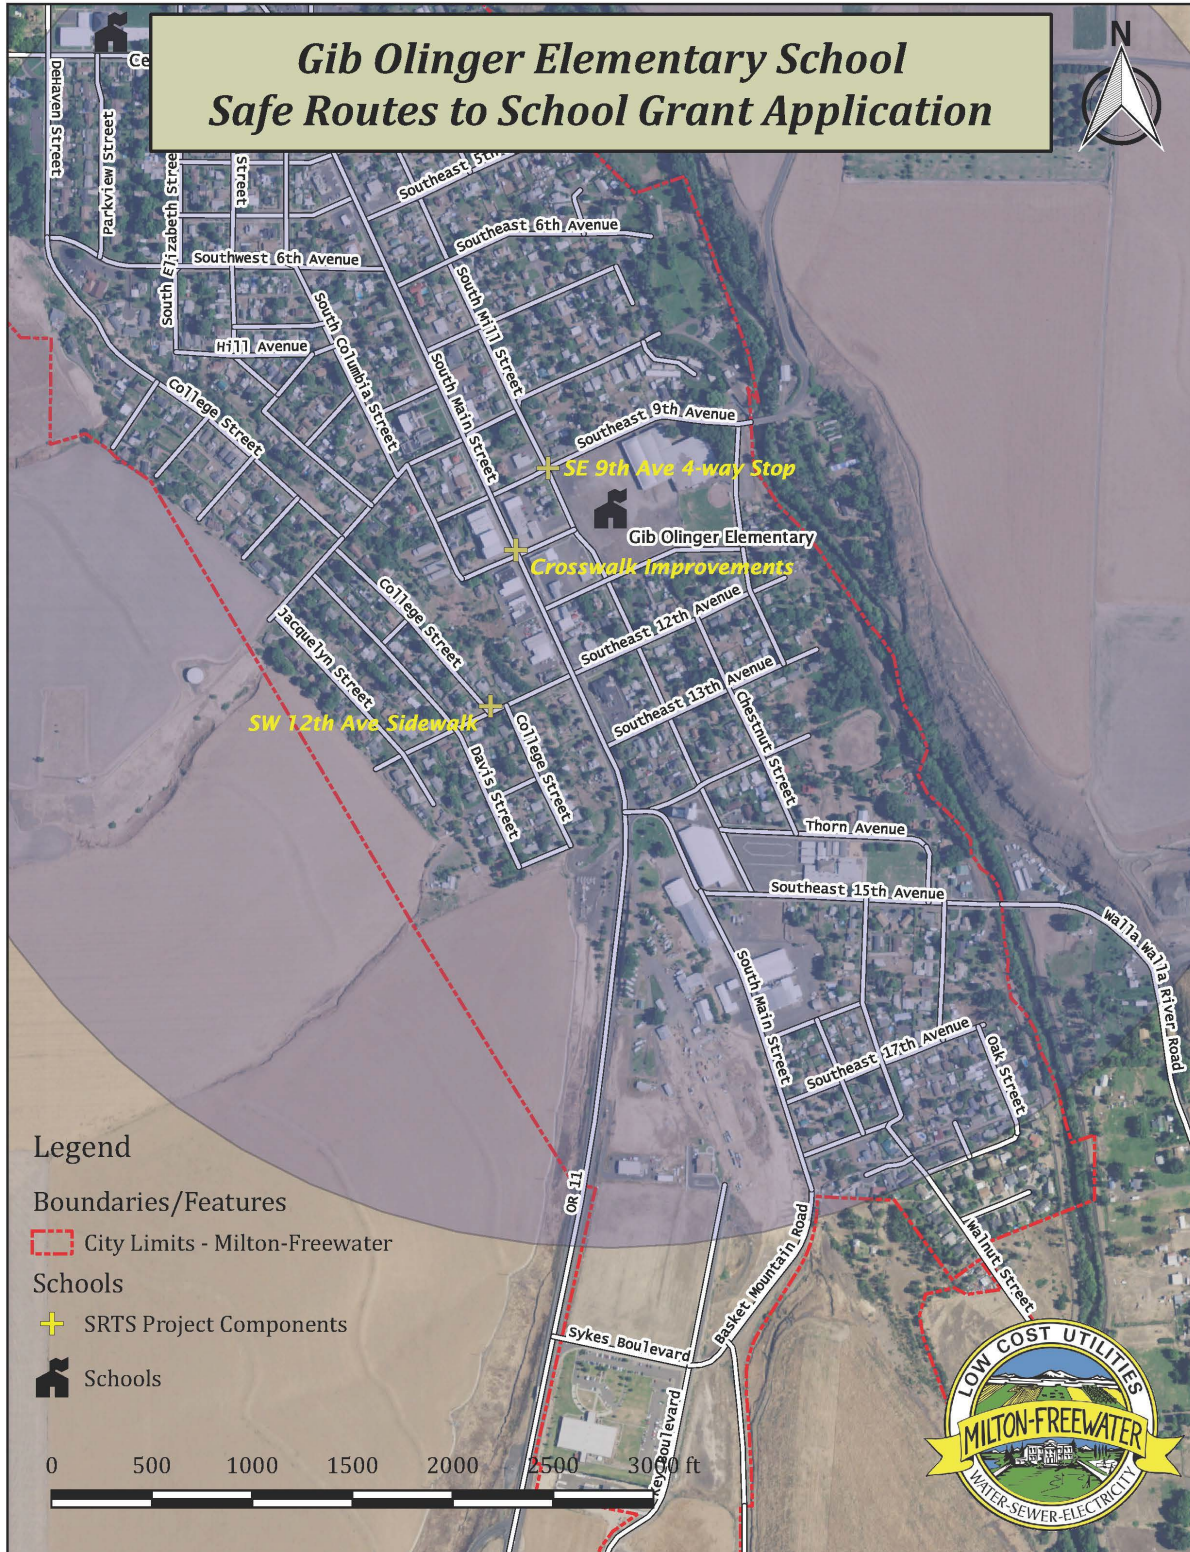 Gib Olinger Elementary School
Safe Routes to School Grant Application
N
Ce
DeHaven Street
Parkview Street
South Elizabeth Stree
Street
Southeast 5th
Southeast 6th Avenue
Southwest 6th Avenue
South Mill Street
South Columbia Street
Hill Avenue
South Main Street
College Street
Southeast 9th Avenue
SE 9th Ave 4-way Stop
Gib Olinger Elementary
Crosswalk Improvements
College Street
Southeast 12th Avenue
Jacquelyn Street
Southeast 13th Avenue
Chestnut Street
SW 12th Ave Sidewalk
College Street
Davis Street
Thorn Avenue
Southeast 15th Avenue
Walla Walla River Road
South Main Street
Southeast 17th Avenue
Oak Street
Legend
Boundaries/Features
City Limits - Milton-Freewater
Schools
SRTS Project Components
Schools
OR 11
Basket Mountain Road
Walnut Street
Sykes Boulevard
key Boulevard
0 500 1000 1500 2000 2500 3000 ft
LOW COST UTILITIES
MILTON-FREEWATER
WATER-SEWER-ELECTRICITY